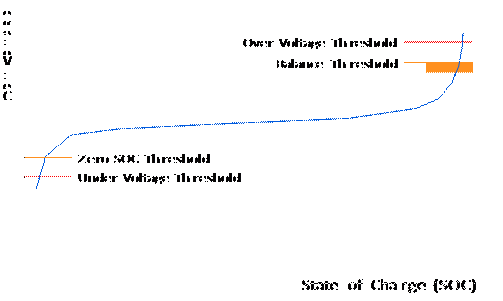 Over Voltage Threshold
Balance Threshold
Zero SOC Threshold
Under Voltage Threshold
State of Charge (SOC)